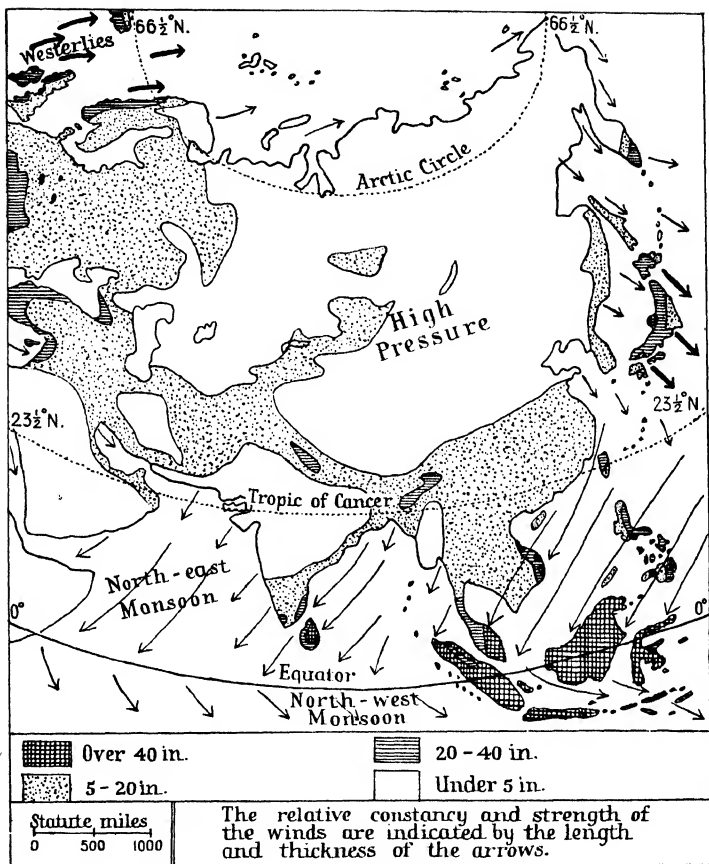 66½°N.
66½°N.
Westerlies
Arctic Circle
High
Pressure
23½°N.
23½°N.
Tropic of Cancer
North-east
Monsoon
0°
0°
Equator
North-west
Monsoon
Over 40 in.
20-40 in.
5-20 in.
Under 5 in.
Statute miles
0 500 1000
The relative constancy and strength of
the winds are indicated by the length
and thickness of the arrows.